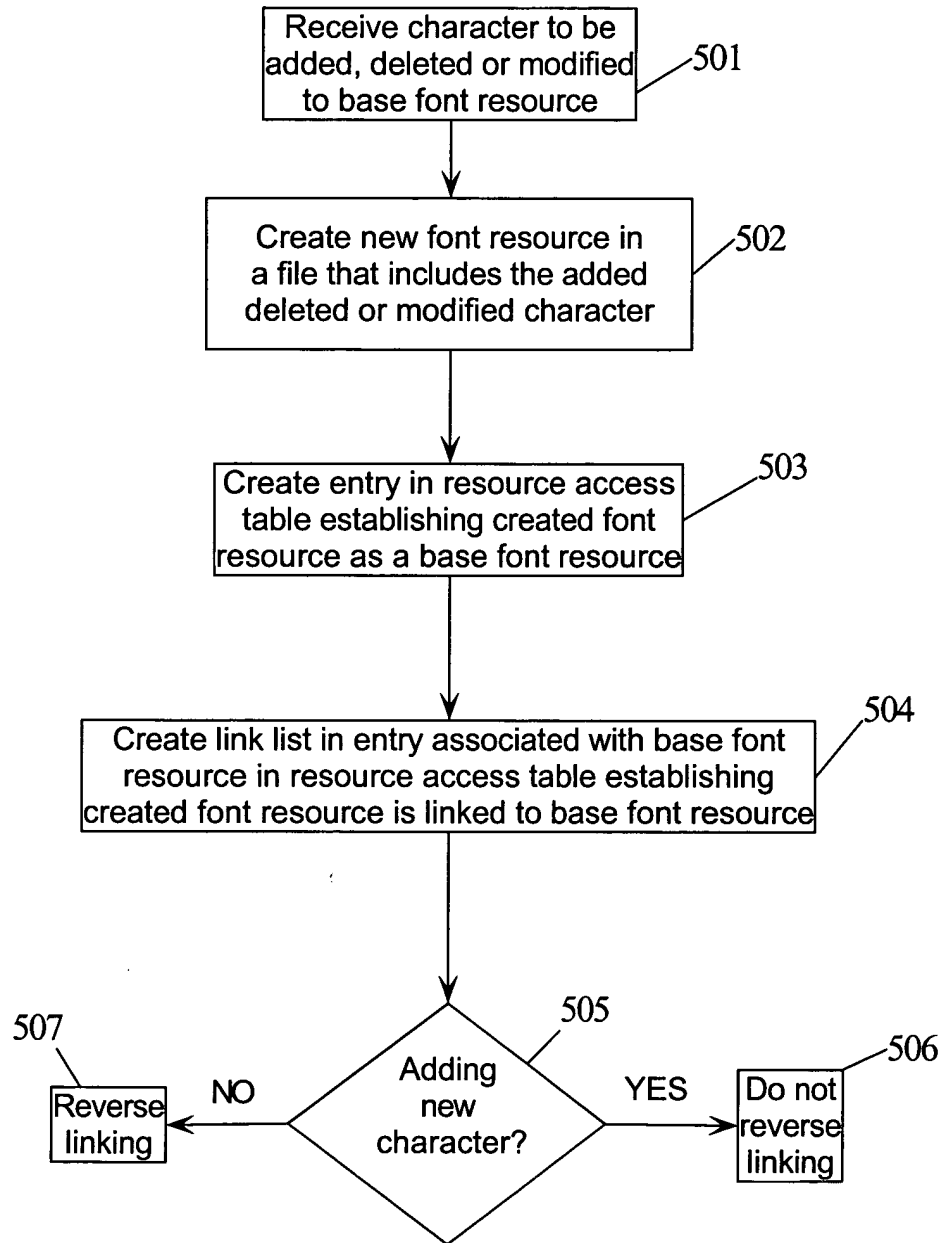 Receive character to be
added, deleted or modified
to base font resource
501
Create new font resource in
a file that includes the added
deleted or modified character
502
Create entry in resource access
table establishing created font
resource as a base font resource
503
Create link list in entry associated with base font
resource in resource access table establishing
created font resource is linked to base font resource
504
Adding
new
character?
505
NO
YES
Reverse
linking
507
Do not
reverse
linking
506